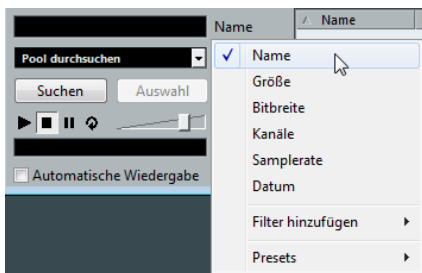 Name
Name
Pool durchsuchen
Suchen
Auswahl
Automatische Wiedergabe
Name
Größe
Bitbreite
Kanäle
Samplerate
Datum
Filter hinzufügen
Presets